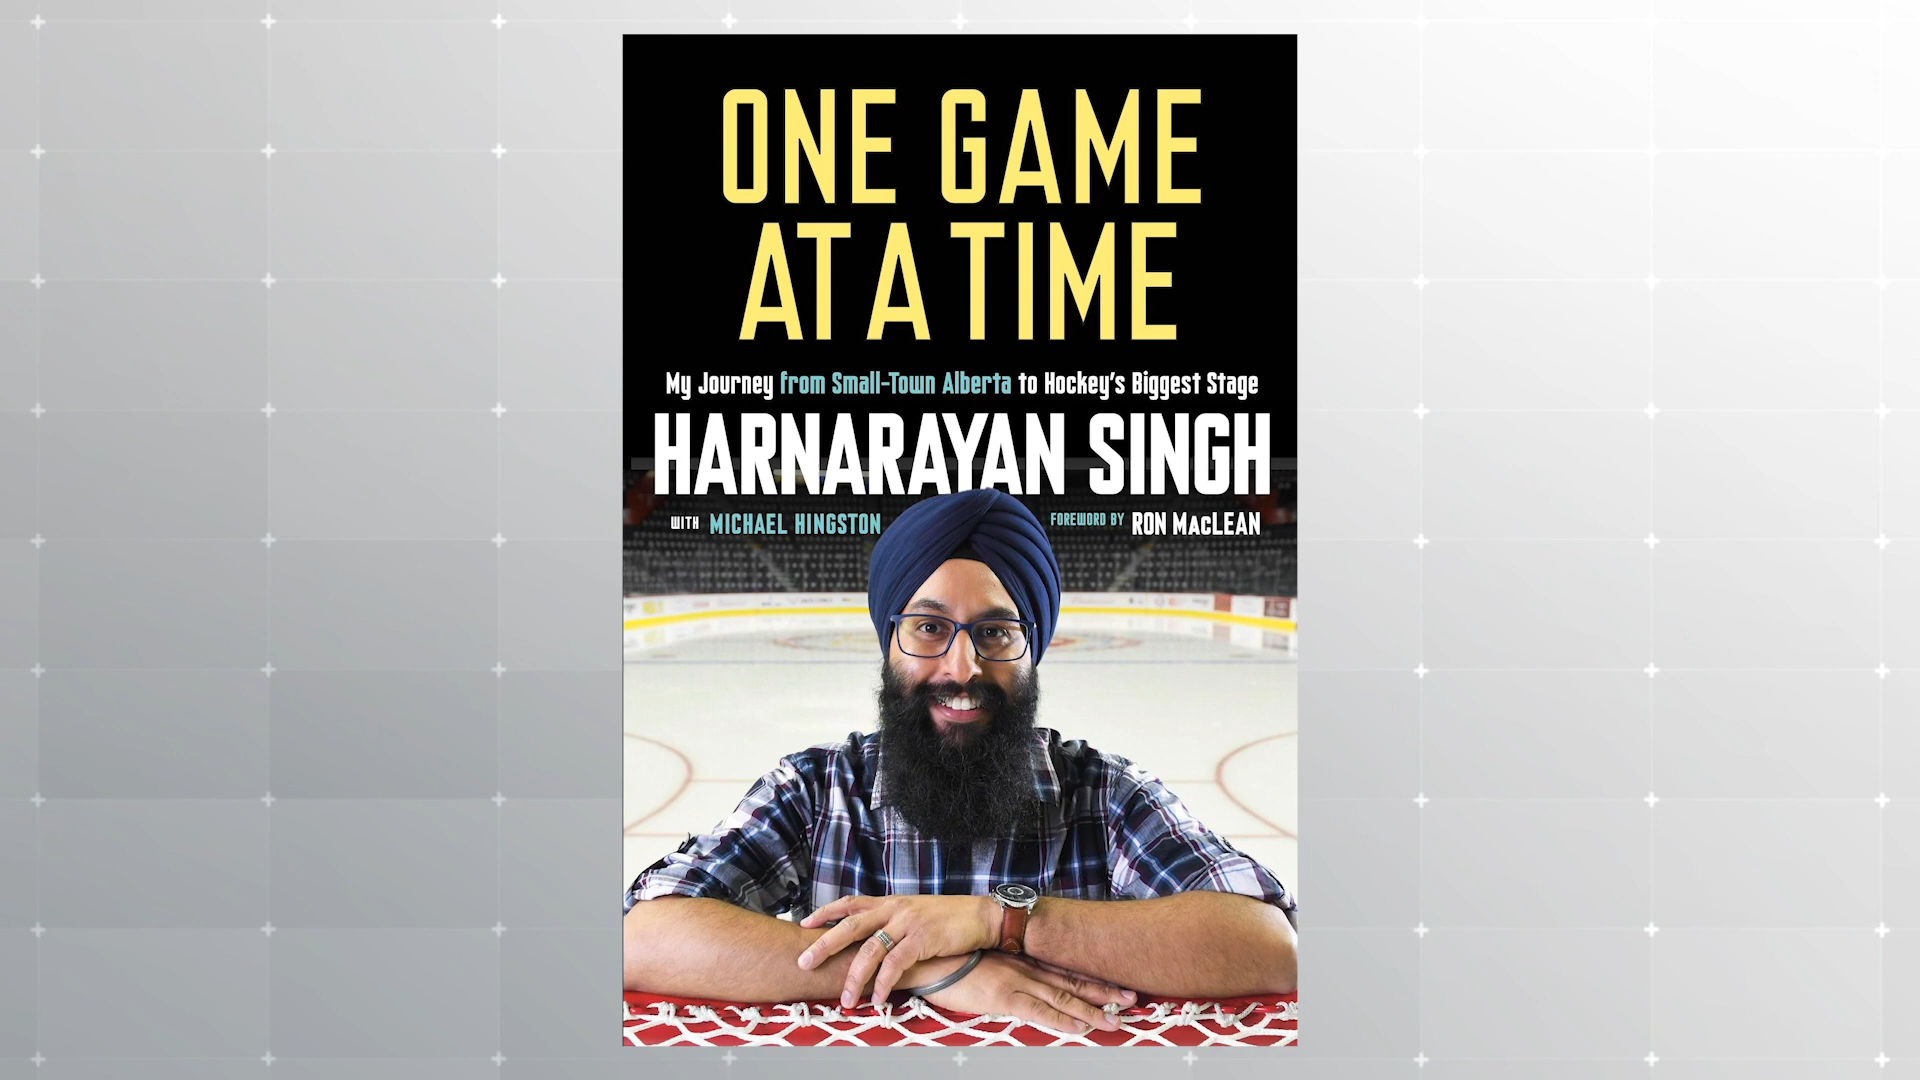 ONE GAME
AT A TIME
My Journey from Small-Town Alberta to Hockey's Biggest Stage
HARNARAYAN SINGH
WITH MICHAEL HINGSTON
FOREWORD BY RON MACLEAN